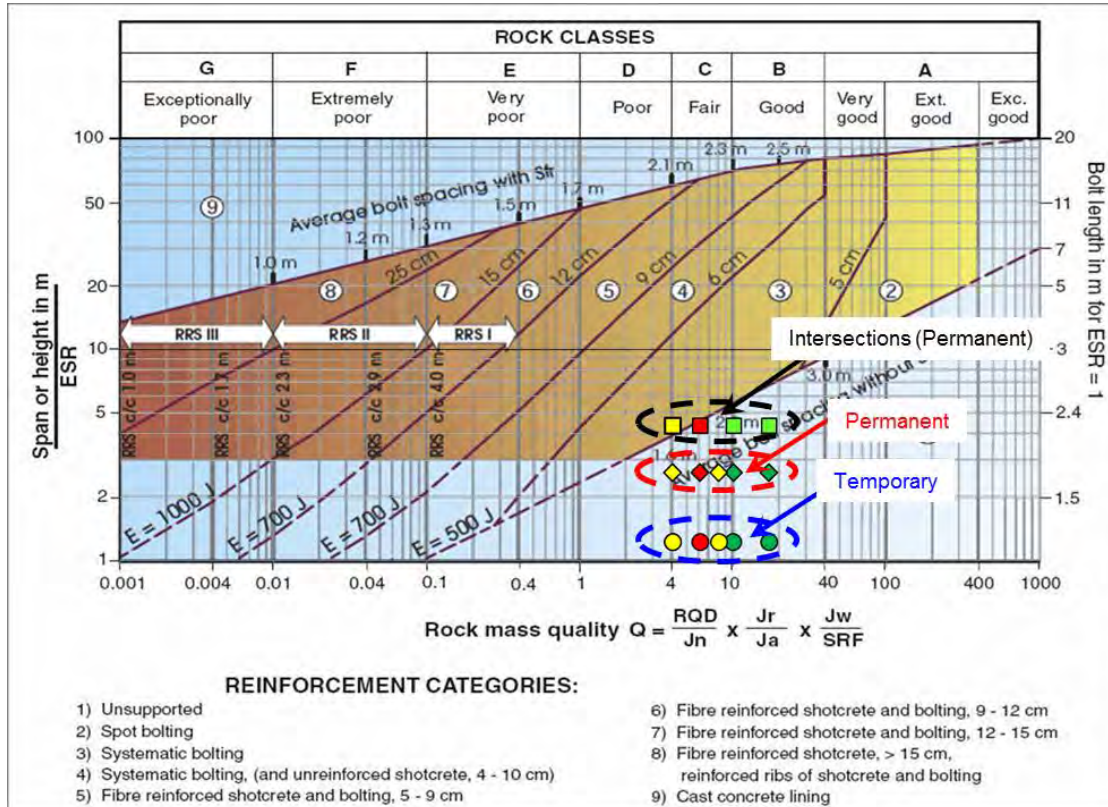 ROCK CLASSES
G F E D C B A
Exceptionally poor
Extremely poor
Very poor
Poor
Fair
Good
Very good
Ext. good
Exc. good
100
50
20
10
5
2
1
Span or height in m
ESR
20
11
7
5
3
2.4
1.5
Bolt length in m for ESR = 1
Average bolt spacing with Sfr
1.0 m
1.2 m
1.3 m
1.5 m
1.7 m
2.1 m
2.3 m
2.5 m
25 cm
15 cm
12 cm
9 cm
6 cm
5 cm
9
8
7
6
5
4
3
2
RRS III
RRS II
RRS I
RRS c/c
RRS c/c 2.3 m
RRS c/c 4.0 m
3.0 m
Average bolt spacing without
Intersections (Permanent)
Permanent
Temporary
E = 1000 J
E = 700 J
E = 700 J
E = 500 J
0.001 0.004 0.01 0.04 0.1 0.4 1 4 10 40 100 400 1000
Rock mass quality Q = RQD/Jn x Jr/Ja x Jw/SRF
REINFORCEMENT CATEGORIES:
1) Unsupported
2) Spot bolting
3) Systematic bolting
4) Systematic bolting, (and unreinforced shotcrete, 4 - 10 cm)
5) Fibre reinforced shotcrete and bolting, 5 - 9 cm
6) Fibre reinforced shotcrete and bolting, 9 - 12 cm
7) Fibre reinforced shotcrete and bolting, 12 - 15 cm
8) Fibre reinforced shotcrete, > 15 cm,
reinforced ribs of shotcrete and bolting
9) Cast concrete lining